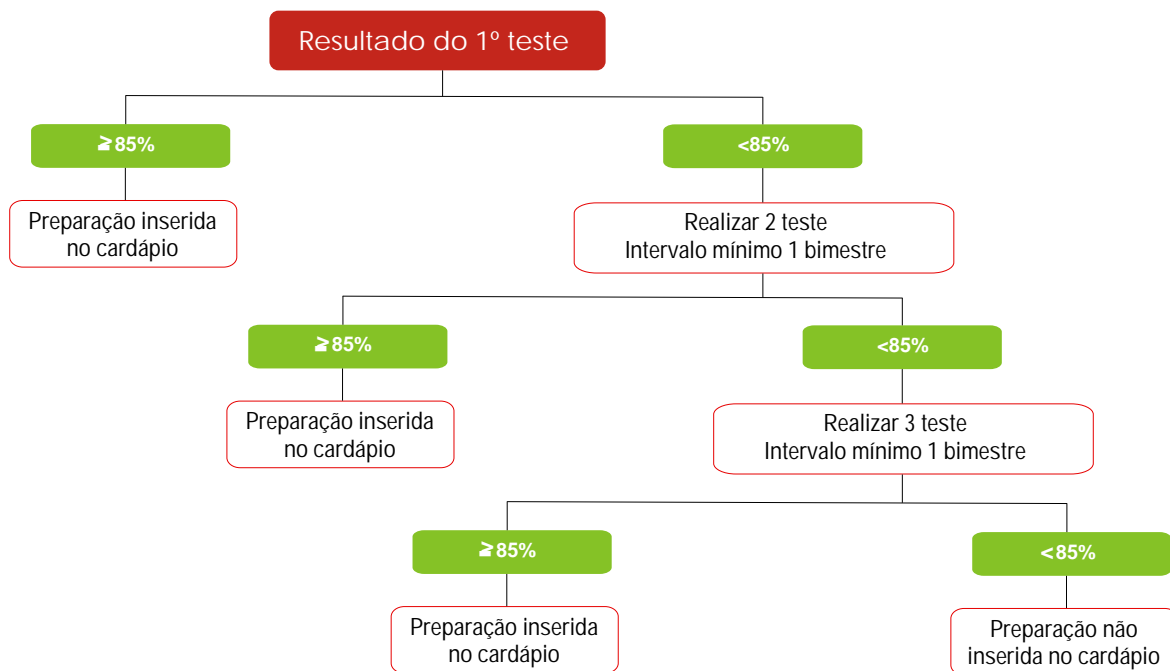 Resultado do 1º teste
≧85%
<85%
Preparação inserida
no cardápio
Realizar 2 teste
Intervalo mínimo 1 bimestre
≧85%
<85%
Preparação inserida
no cardápio
Realizar 3 teste
Intervalo mínimo 1 bimestre
≧85%
<85%
Preparação inserida
no cardápio
Preparação não
inserida no cardápio